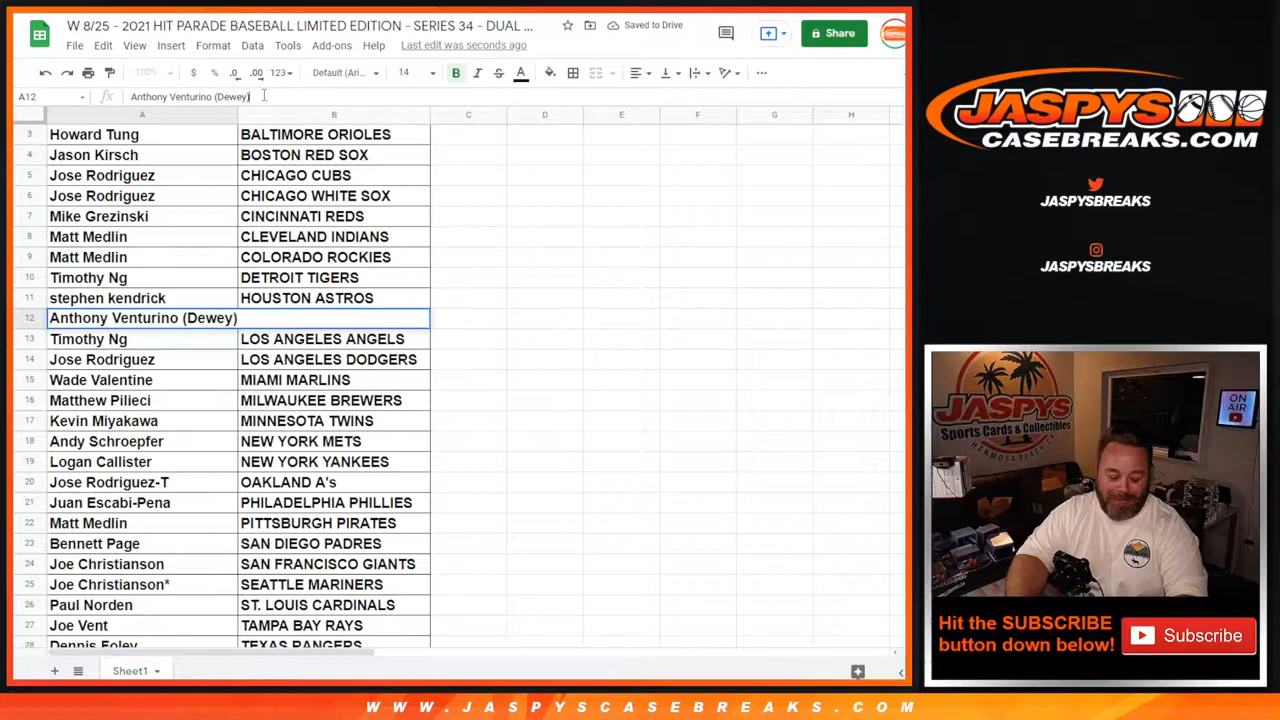 W 8/25 - 2021 HIT PARADE BASEBALL LIMITED EDITION - SERIES 34 - DUAL ...
Saved to Drive
File Edit View Insert Format Data Tools Add-ons Help Last edit was seconds ago
Share
100% $ % .0 .00 123 Default (Ari... 14 B I S A
A12 fx Anthony Venturino (Dewey)
A B C D E F G H
3 Howard Tung BALTIMORE ORIOLES
4 Jason Kirsch BOSTON RED SOX
5 Jose Rodriguez CHICAGO CUBS
6 Jose Rodriguez CHICAGO WHITE SOX
7 Mike Grezinski CINCINNATI REDS
8 Matt Medlin CLEVELAND INDIANS
9 Matt Medlin COLORADO ROCKIES
10 Timothy Ng DETROIT TIGERS
11 stephen kendrick HOUSTON ASTROS
12 Anthony Venturino (Dewey)
13 Timothy Ng LOS ANGELES ANGELS
14 Jose Rodriguez LOS ANGELES DODGERS
15 Wade Valentine MIAMI MARLINS
16 Matthew Pilieci MILWAUKEE BREWERS
17 Kevin Miyakawa MINNESOTA TWINS
18 Andy Schroepfer NEW YORK METS
19 Logan Callister NEW YORK YANKEES
20 Jose Rodriguez-T OAKLAND A's
21 Juan Escabi-Pena PHILADELPHIA PHILLIES
22 Matt Medlin PITTSBURGH PIRATES
23 Bennett Page SAN DIEGO PADRES
24 Joe Christianson SAN FRANCISCO GIANTS
25 Joe Christianson* SEATTLE MARINERS
26 Paul Norden ST. LOUIS CARDINALS
27 Joe Vent TAMPA BAY RAYS
28 Dennis Foley TEXAS RANGERS
Sheet1
JASPYS
CASEBREAKS.COM
JASPYSBREAKS
JASPYSBREAKS
JASPYS
Sports Cards & Collectibles
HERMOSA BEACH
ON AIR
Hit the SUBSCRIBE
button down below!
Subscribe
WWW.JASPYSCASEBREAKS.COM